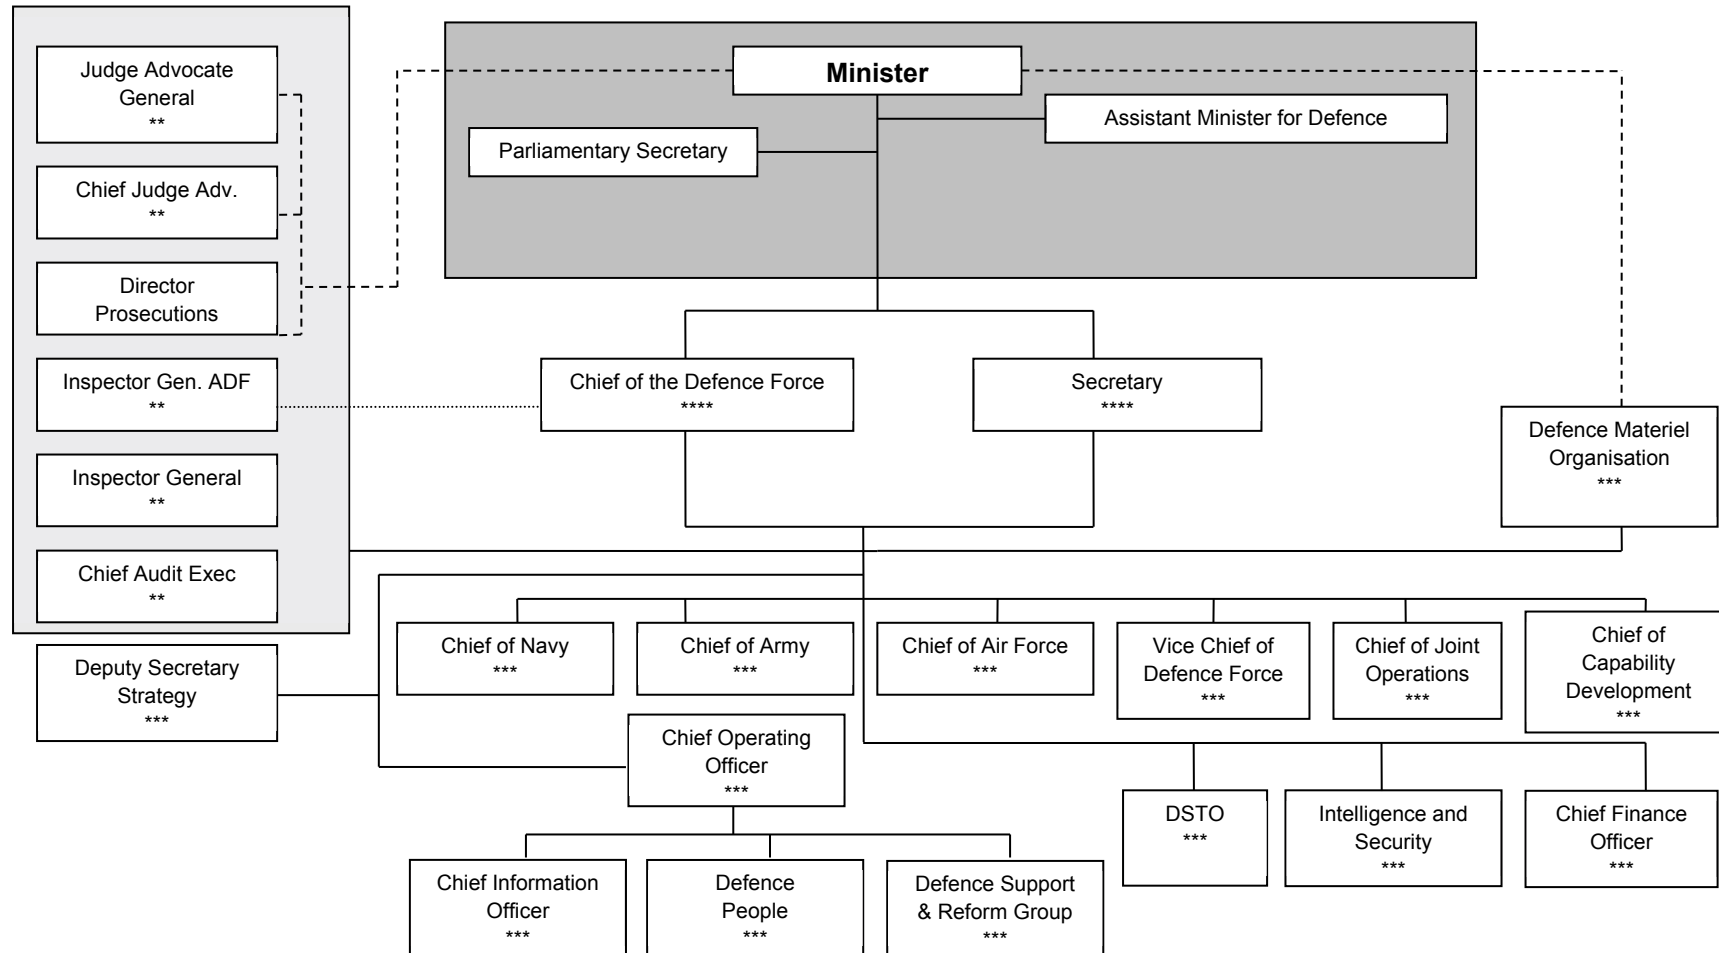 Judge Advocate
General
**
Chief Judge Adv.
**
Director
Prosecutions
Inspector Gen. ADF
**
Inspector General
**
Chief Audit Exec
**
Minister
Assistant Minister for Defence
Parliamentary Secretary
Chief of the Defence Force
****
Secretary
****
Defence Materiel
Organisation
***
Deputy Secretary
Strategy
***
Chief of Navy
***
Chief of Army
***
Chief of Air Force
***
Vice Chief of
Defence Force
***
Chief of Joint
Operations
***
Chief of
Capability
Development
***
Chief Operating
Officer
***
DSTO
***
Intelligence and
Security
***
Chief Finance
Officer
***
Chief Information
Officer
***
Defence
People
***
Defence Support
& Reform Group
***